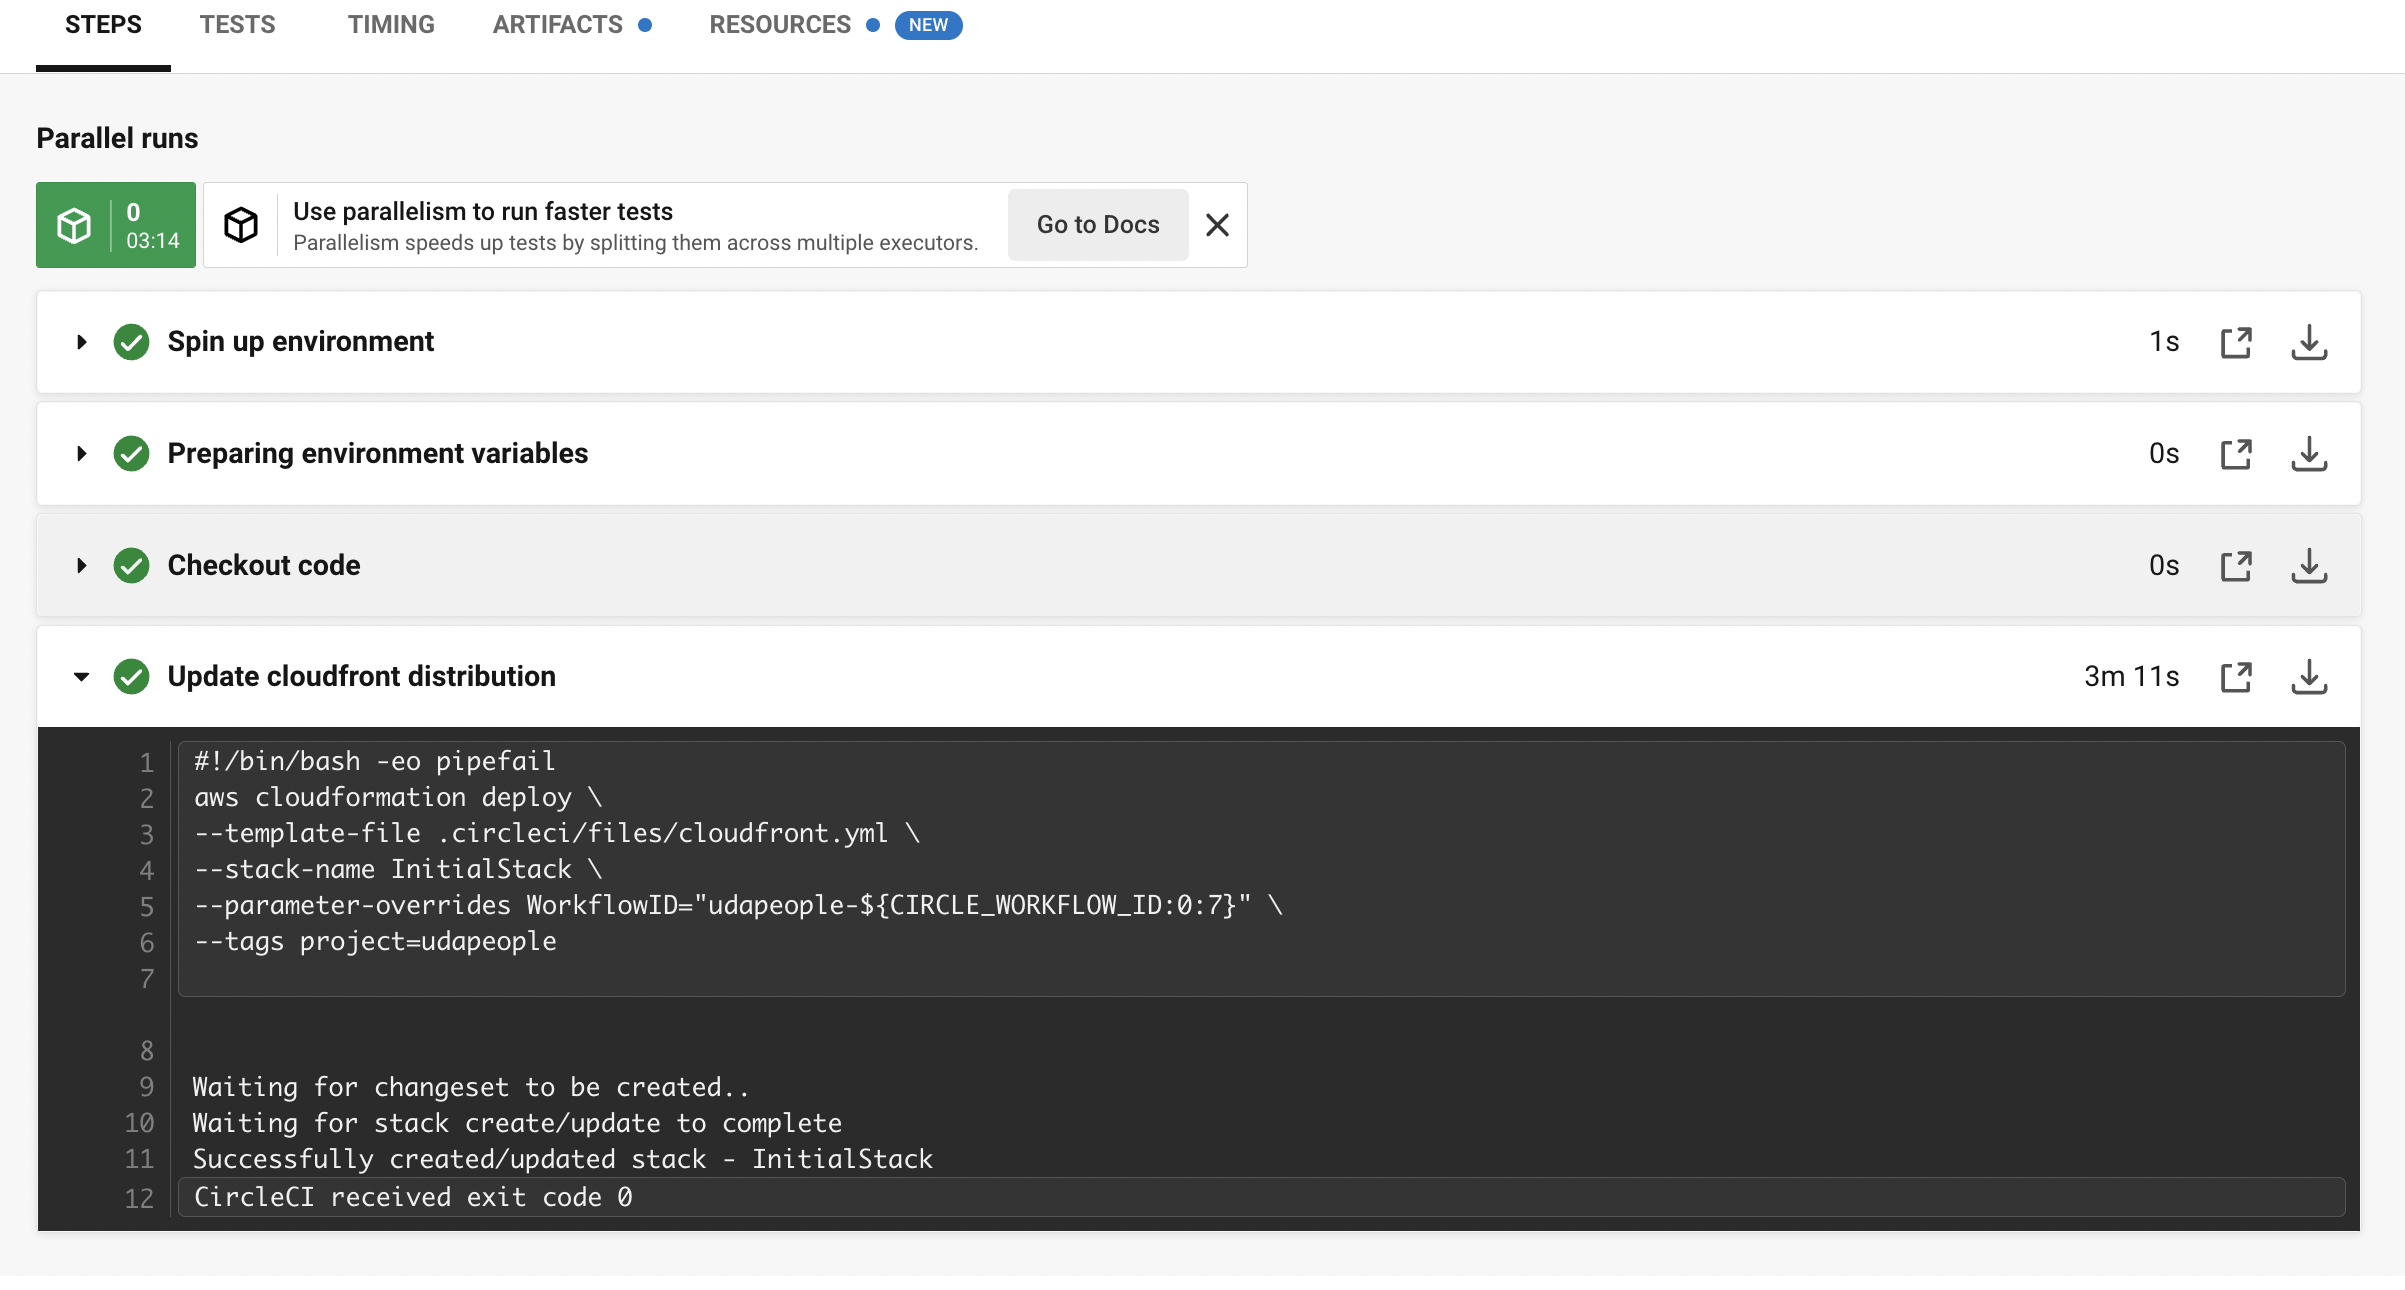 STEPS TESTS TIMING ARTIFACTS RESOURCES NEW
Parallel runs
0
03:14
Use parallelism to run faster tests
Parallelism speeds up tests by splitting them across multiple executors.
Go to Docs
Spin up environment 1s
Preparing environment variables 0s
Checkout code 0s
Update cloudfront distribution 3m 11s
1 #!/bin/bash -eo pipefail
2 aws cloudformation deploy \
3 --template-file .circleci/files/cloudfront.yml \
4 --stack-name InitialStack \
5 --parameter-overrides WorkflowID="udapeople-${CIRCLE_WORKFLOW_ID:0:7}" \
6 --tags project=udapeople
7
8
9 Waiting for changeset to be created..
10 Waiting for stack create/update to complete
11 Successfully created/updated stack - InitialStack
12 CircleCI received exit code 0